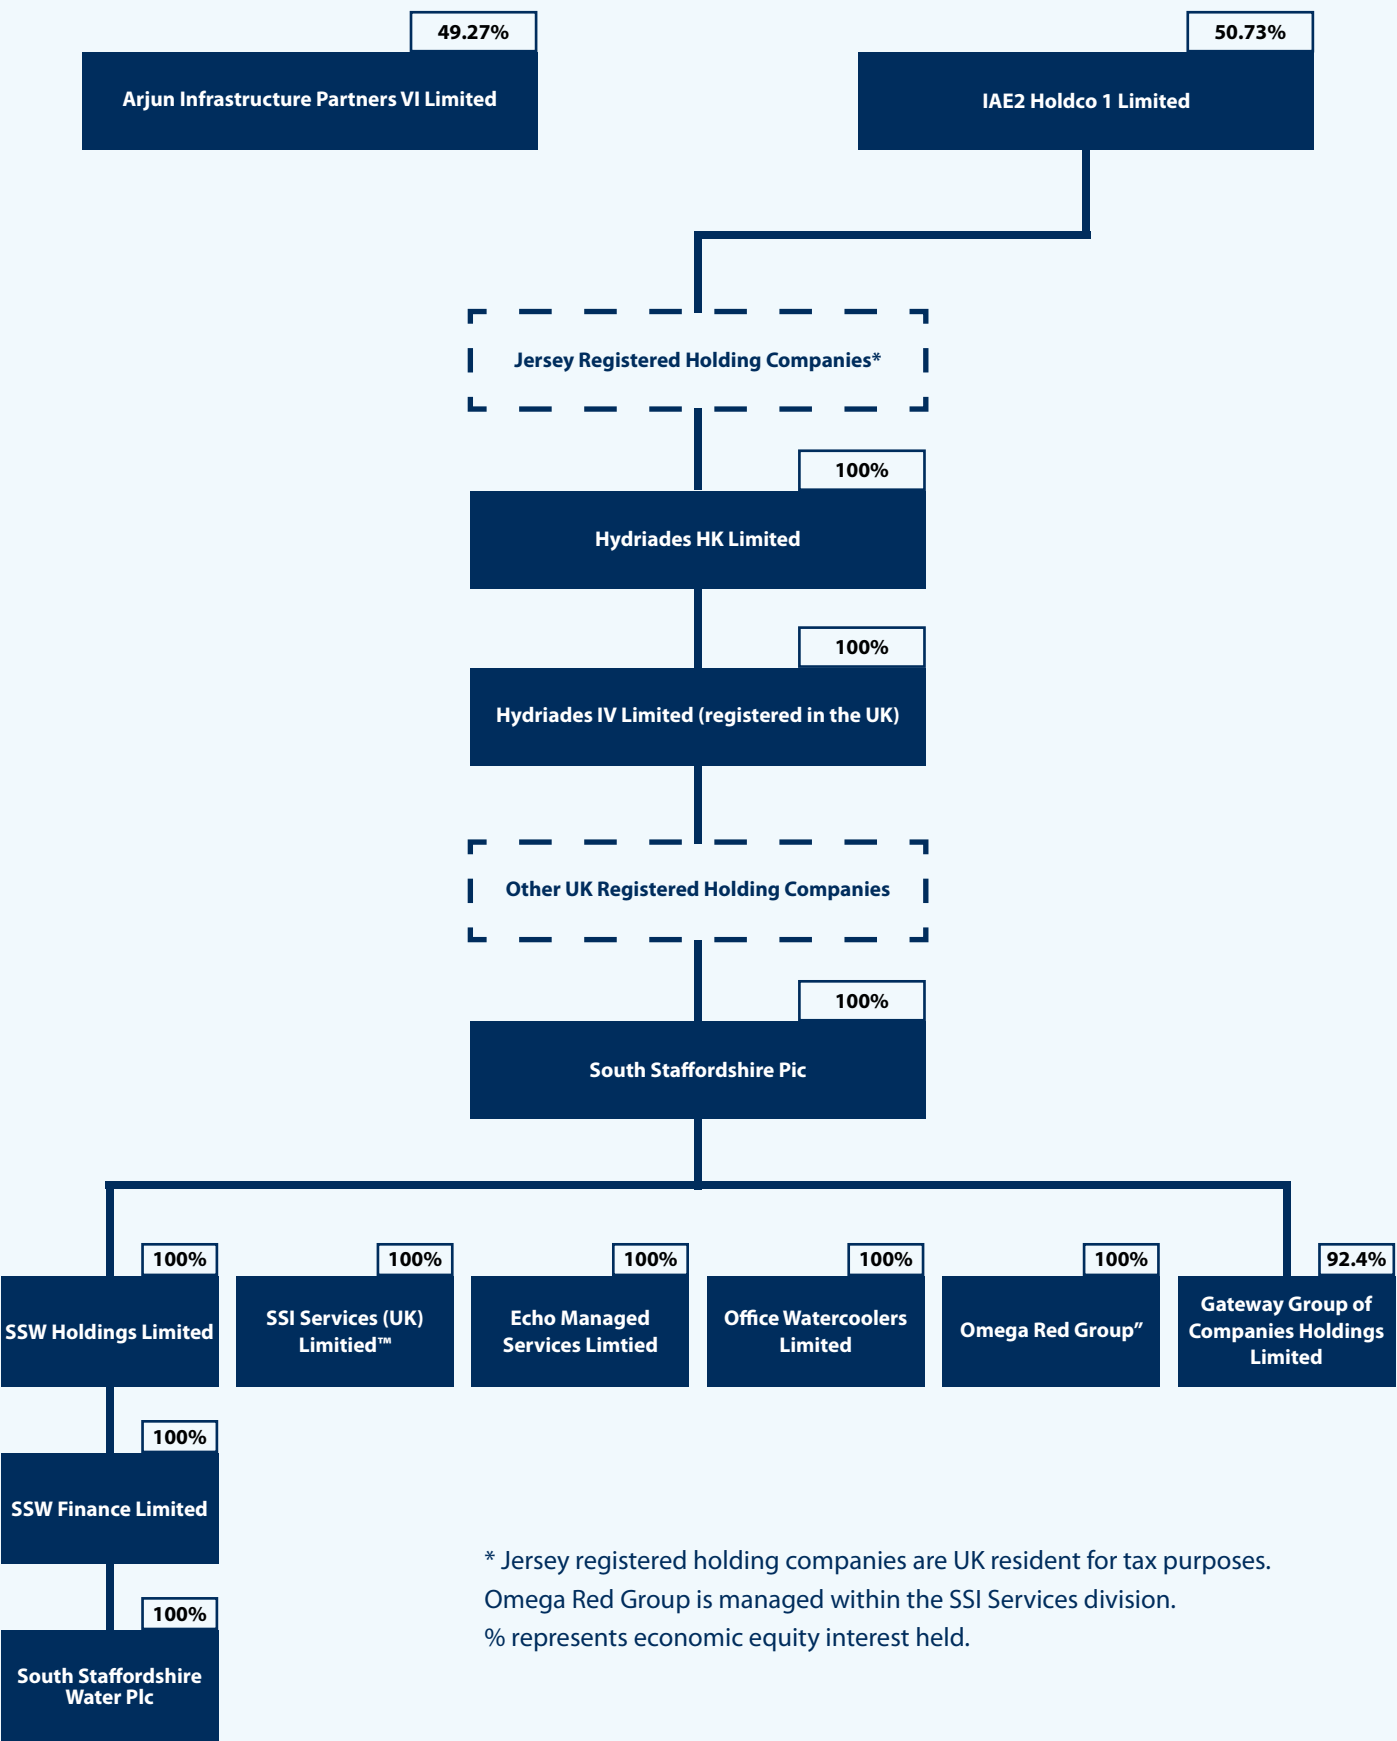 49.27%
Arjun Infrastructure Partners VI Limited
50.73%
IAE2 Holdco 1 Limited
Jersey Registered Holding Companies*
100%
Hydriades HK Limited
100%
Hydriades IV Limited (registered in the UK)
Other UK Registered Holding Companies
100%
South Staffordshire Pic
100%
SSW Holdings Limited
100%
SSI Services (UK)
Limitied™
100%
Echo Managed
Services Limtied
100%
Office Watercoolers
Limited
100%
Omega Red Group”
92.4%
Gateway Group of
Companies Holdings
Limited
100%
SSW Finance Limited
100%
South Staffordshire
Water Plc
* Jersey registered holding companies are UK resident for tax purposes.
Omega Red Group is managed within the SSI Services division.
% represents economic equity interest held.